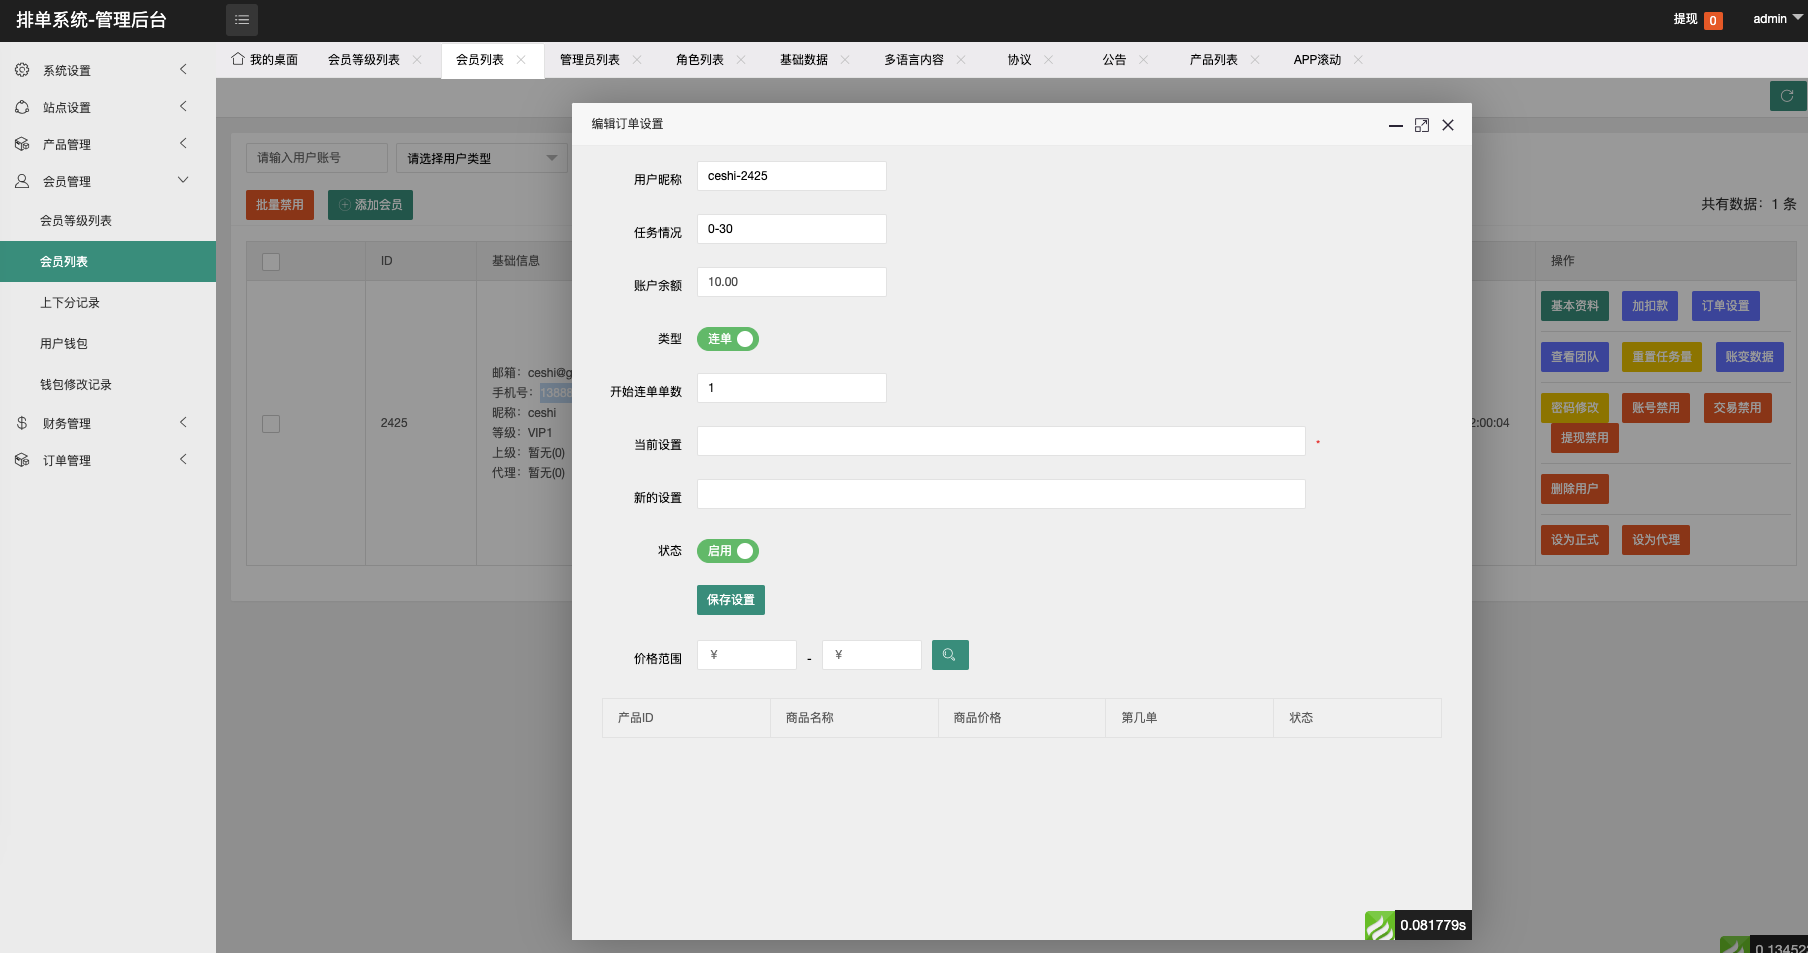 排单系统-管理后台
提现 0 admin
系统设置
站点设置
产品管理
会员管理
会员等级列表
会员列表
上下分记录
用户钱包
钱包修改记录
财务管理
订单管理
我的桌面 会员等级列表 会员列表 管理员列表 角色列表 基础数据 多语言内容 协议 公告 产品列表 APP滚动
请输入用户账号 请选择用户类型
批量禁用 添加会员 共有数据：1 条
ID 基础信息 操作
2425
邮箱：ceshi@g
手机号：13888
昵称：ceshi
等级：VIP1
上级：暂无(0)
代理：暂无(0)
2:00:04
基本资料 加扣款 订单设置
查看团队 重置任务量 账变数据
密码修改 账号禁用 交易禁用
提现禁用
删除用户
设为正式 设为代理
编辑订单设置
用户昵称 ceshi-2425
任务情况 0-30
账户余额 10.00
类型 连单
开始连单单数 1
当前设置 *
新的设置
状态 启用
保存设置
价格范围 ¥ - ¥
产品ID 商品名称 商品价格 第几单 状态
0.081779s
0.13452